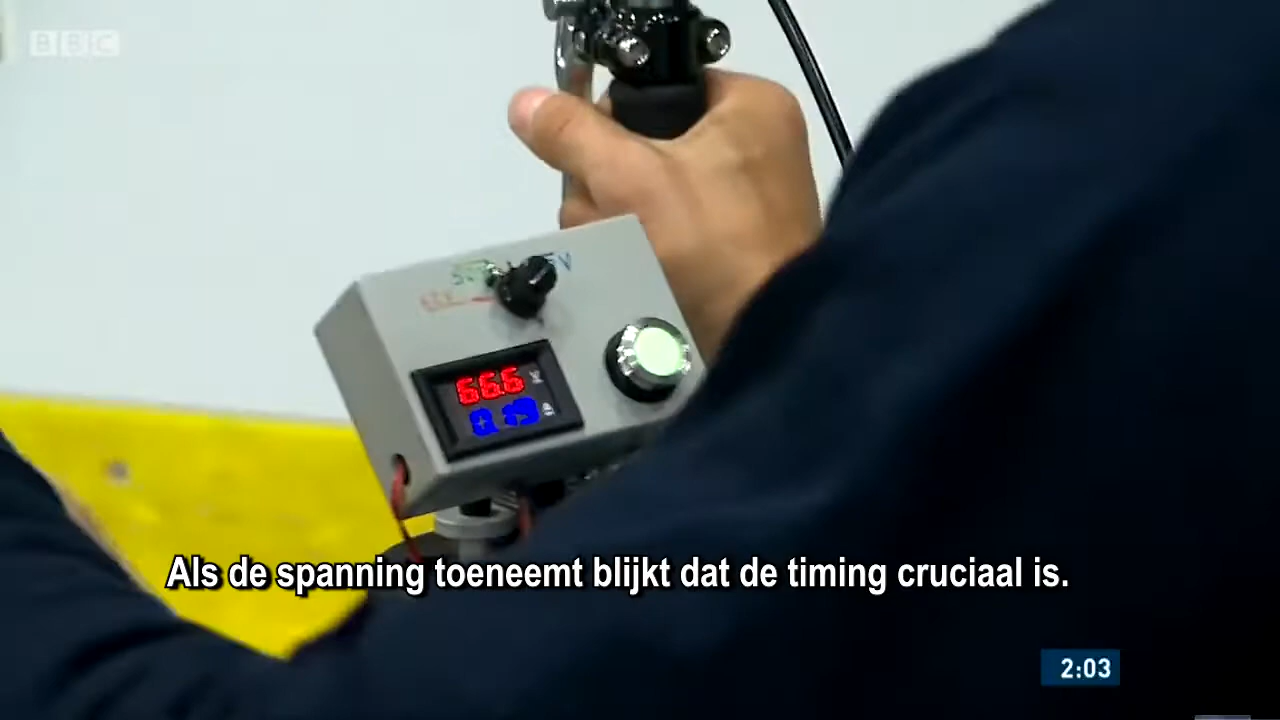 BBC
66.6
Als de spanning toeneemt blijkt dat de timing cruciaal is.
2:03